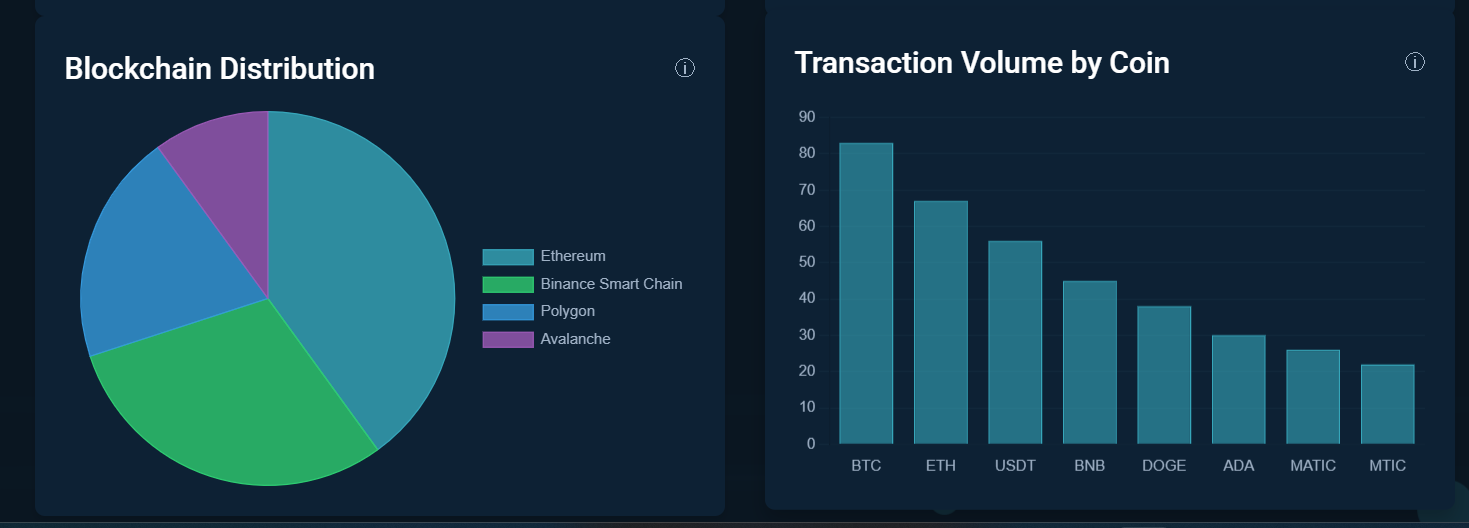 Blockchain Distribution
Ethereum
Binance Smart Chain
Polygon
Avalanche
Transaction Volume by Coin
90
80
70
60
50
40
30
20
10
0
BTC ETH USDT BNB DOGE ADA MATIC MTIC